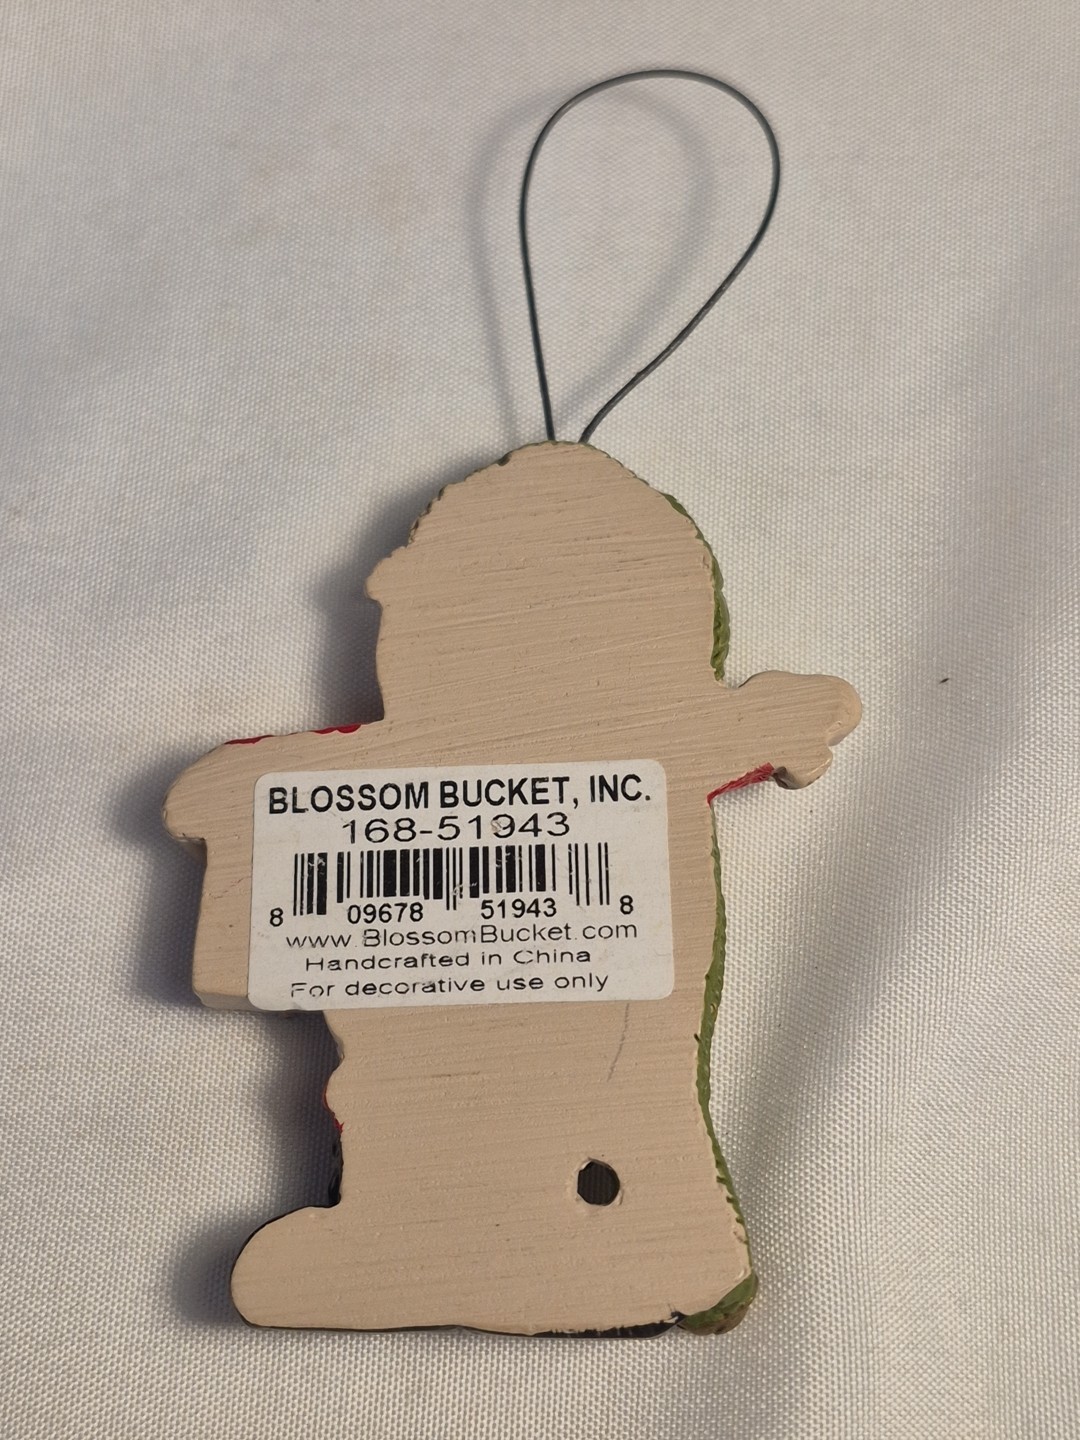 BLOSSOM BUCKET, INC.
168-51943
8 09678 51943 8
www.BlossomBucket.com
Handcrafted in China
For decorative use only